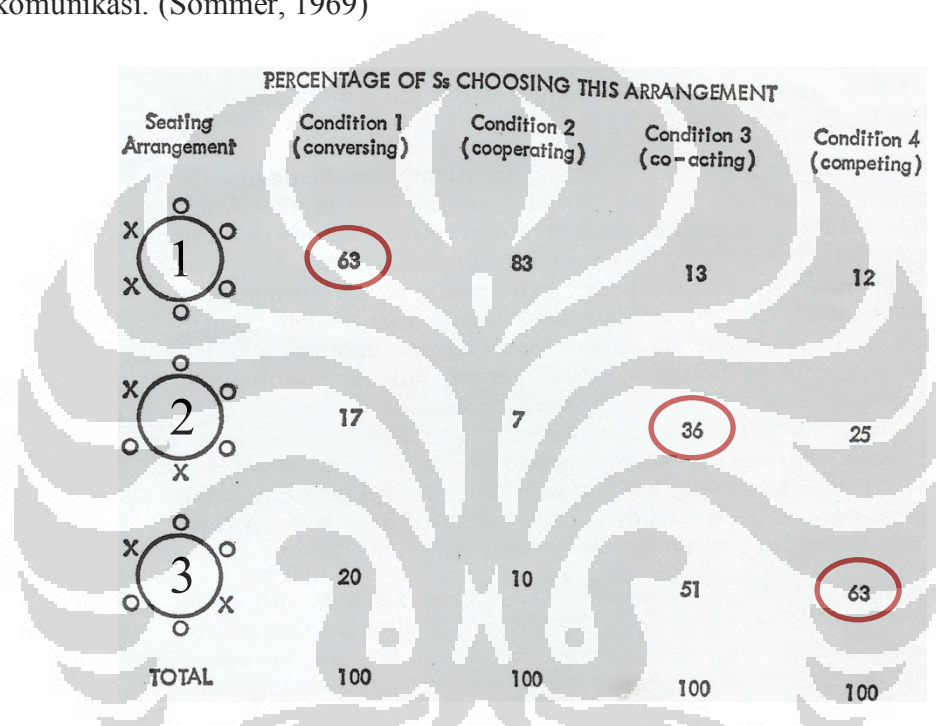 komunikasi. (Sommer, 1969)
PERCENTAGE OF Ss CHOOSING THIS ARRANGEMENT
Seating Arrangement
Condition 1 (conversing)
Condition 2 (cooperating)
Condition 3 (co-acting)
Condition 4 (competing)
X O O X O O
1 63 83 13 12
X O O O O X
2 17 7 36 25
X O O O X O
3 20 10 51 63
TOTAL 100 100 100 100